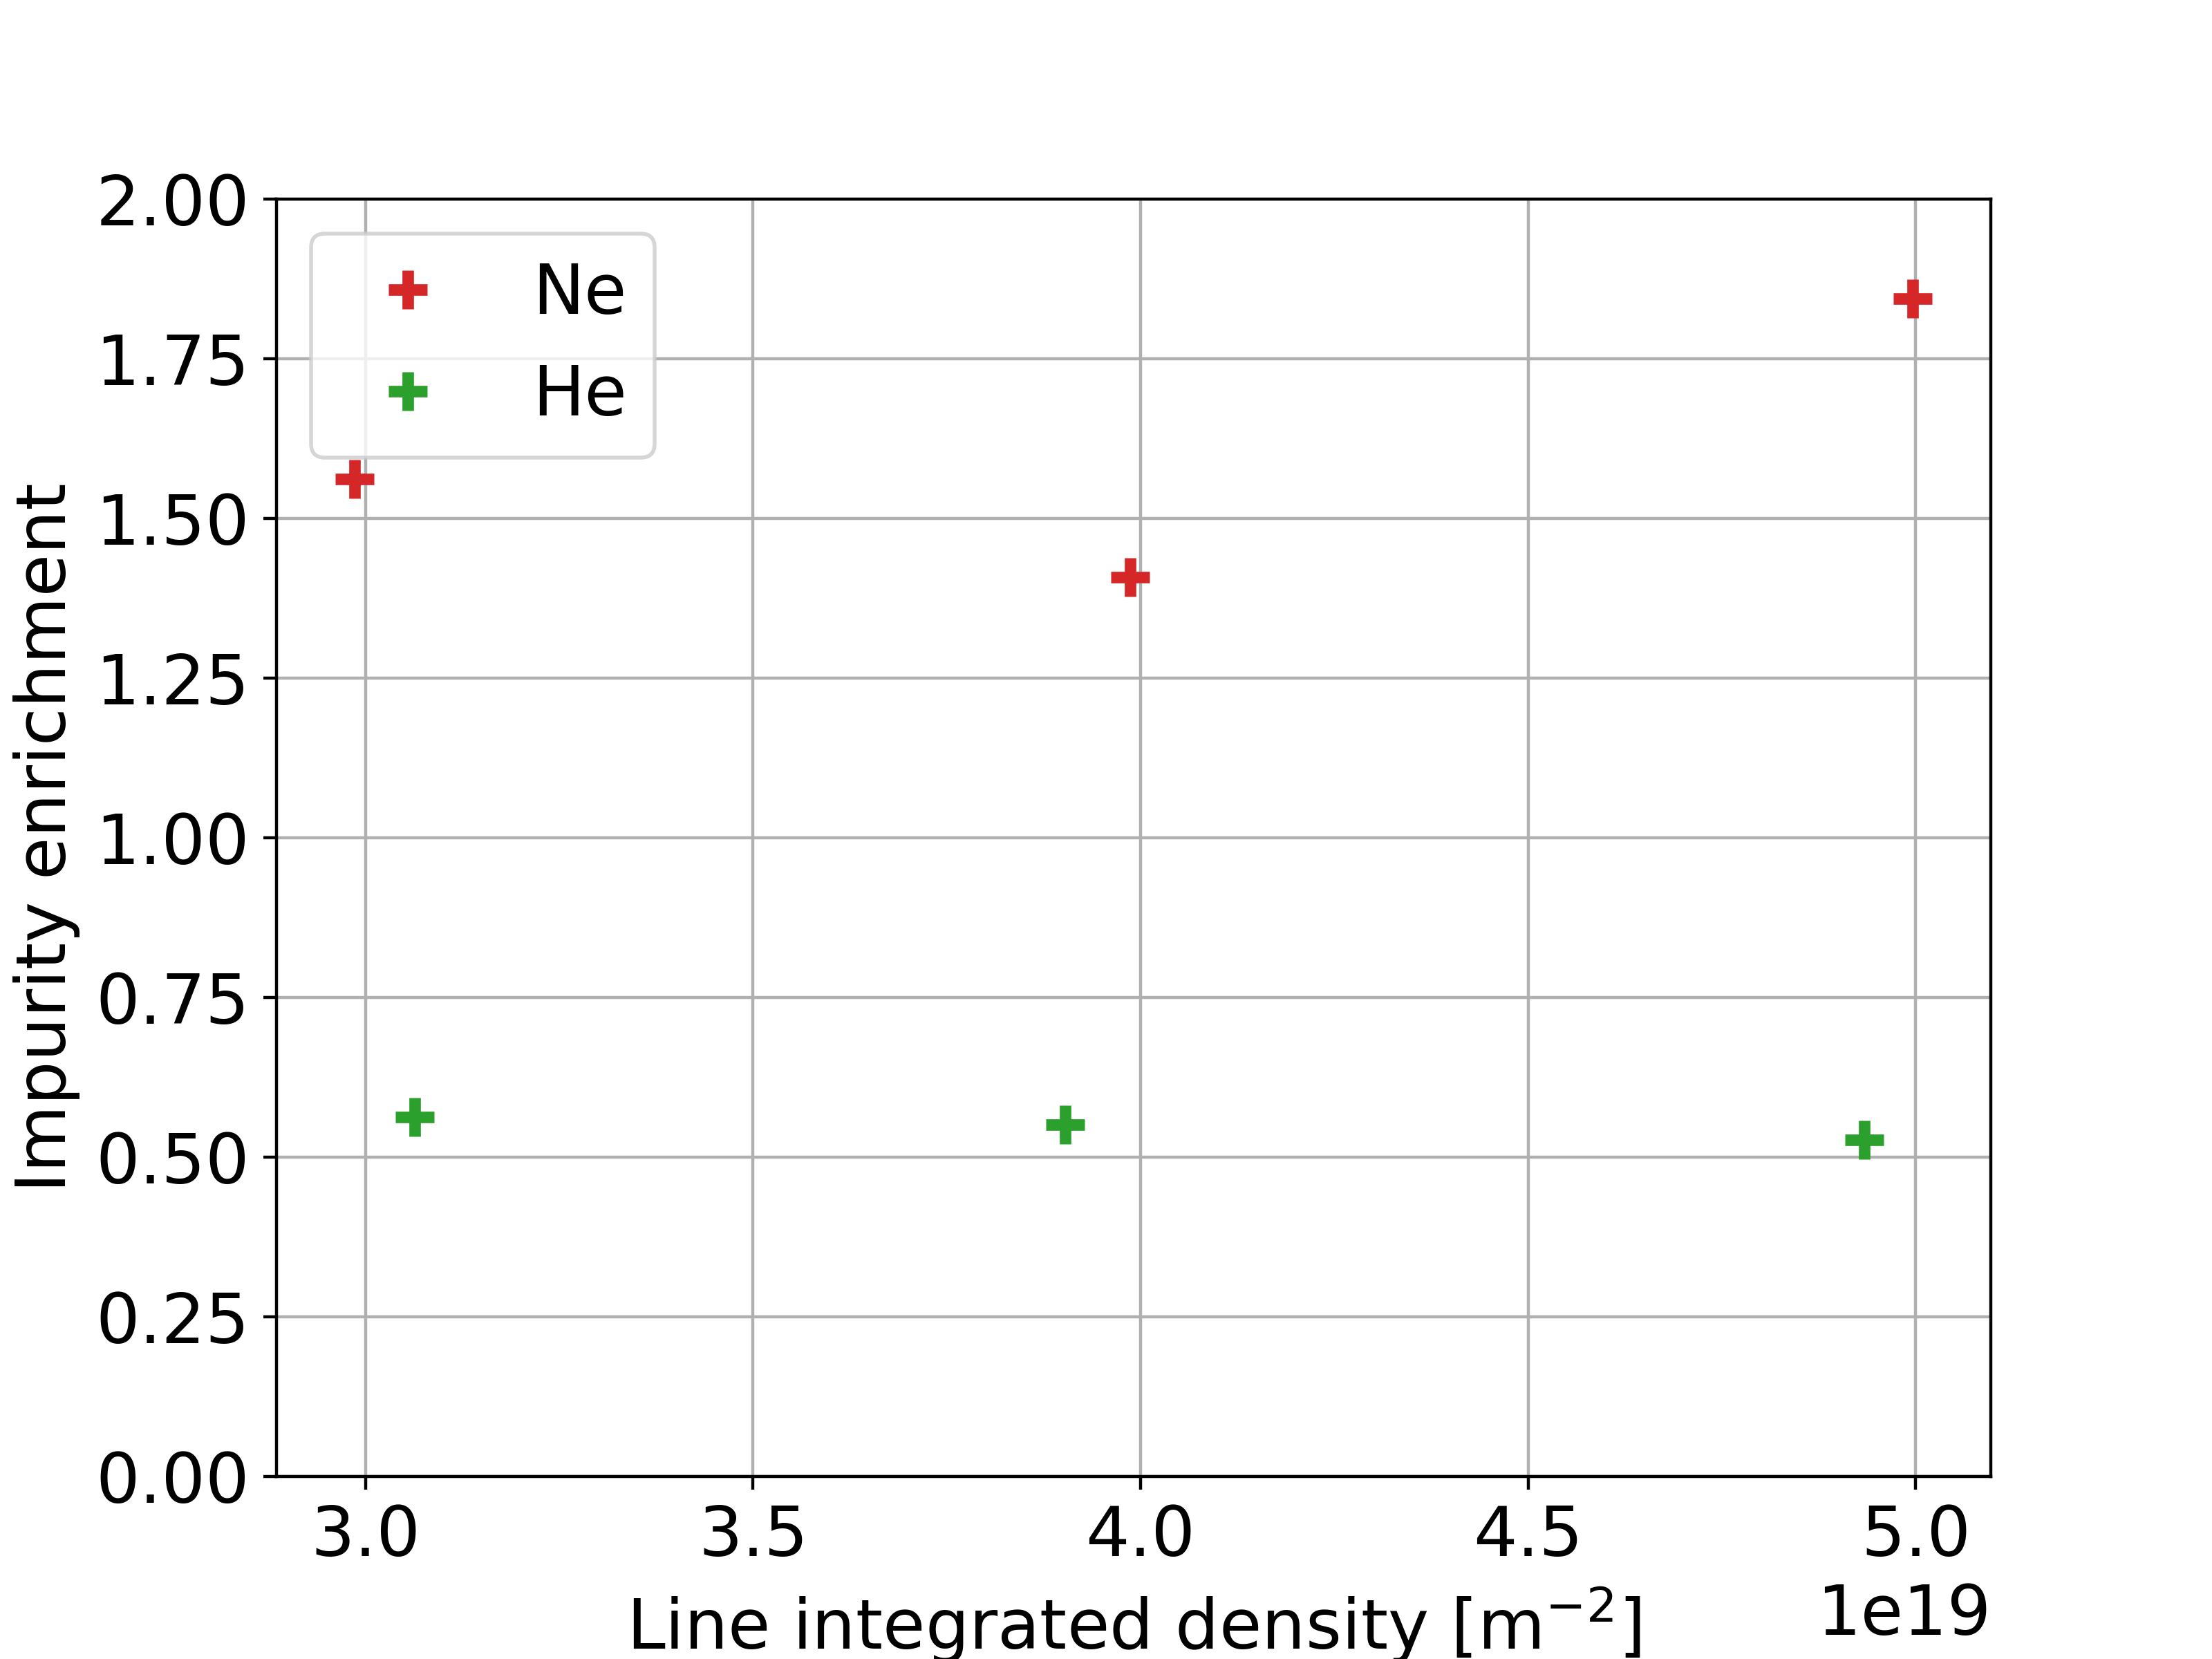 2.00
1.75
1.50
1.25
1.00
0.75
0.50
0.25
0.00
Impurity enrichment
Ne
He
3.0 3.5 4.0 4.5 5.0
1e19
Line integrated density [m⁻²]